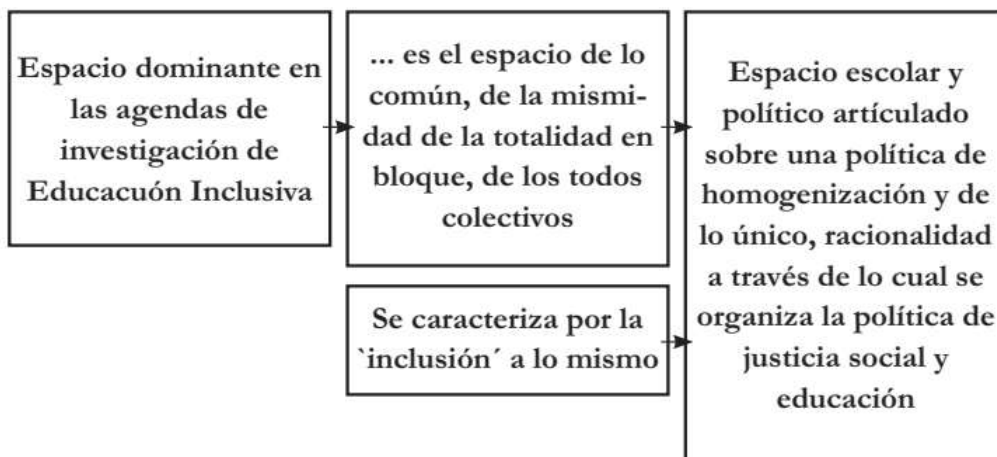 Espacio dominante en
las agendas de
investigación de
Educacuón Inclusiva
... es el espacio de lo
común, de la mismi-
dad de la totalidad en
bloque, de los todos
colectivos
Se caracteriza por la
`inclusión´ a lo mismo
Espacio escolar y
político artículado
sobre una política de
homogenización y de
lo único, racionalidad
a través de lo cual se
organiza la política de
justicia social y
educación